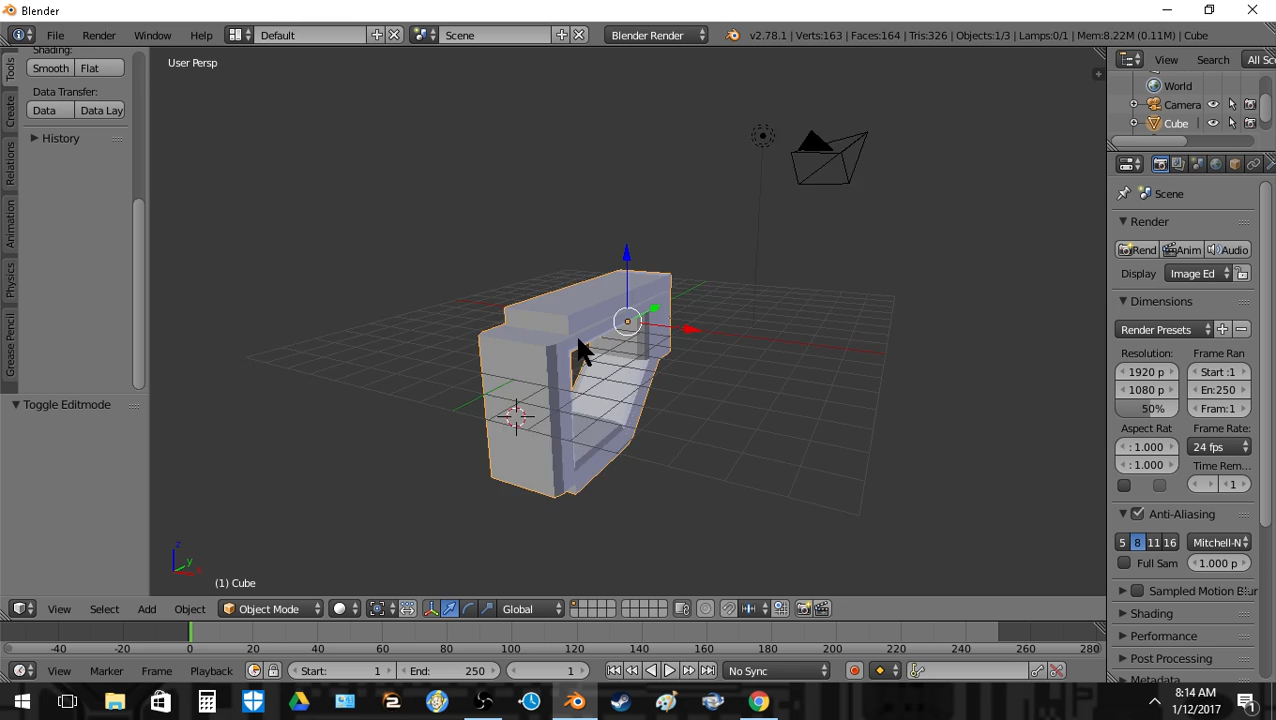 Blender
File Render Window Help Default Scene Blender Render v2.78.1 | Verts:163 | Faces:164 | Tris:326 | Objects:1/3 | Lamps:0/1 | Mem:8.22M (0.11M) | Cube
Shading:
Smooth Flat
Data Transfer:
Data Data Lay
History
Toggle Editmode
Tools
Create
Relations
Animation
Physics
Grease Pencil
User Persp
z
y
x
(1) Cube
View Search All Sc
World
Camera
Cube
Scene
Render
Rend Anim Audio
Display Image Ed
Dimensions
Render Presets
Resolution: Frame Ran
1920 p Start :1
1080 p En:250
50% Fram:1
Aspect Rat Frame Rate:
: 1.000 24 fps
: 1.000 Time Rem...
1
Anti-Aliasing
5 8 11 16 Mitchell-N
Full Sam 1.000 p
Sampled Motion Blur
Shading
Performance
Post Processing
Metadata
View Select Add Object Object Mode Global
-40 -20 0 20 40 60 80 100 120 140 160 180 200 220 240 260 280
View Marker Frame Playback Start: 1 End: 250 1 No Sync
8:14 AM
1/12/2017
1